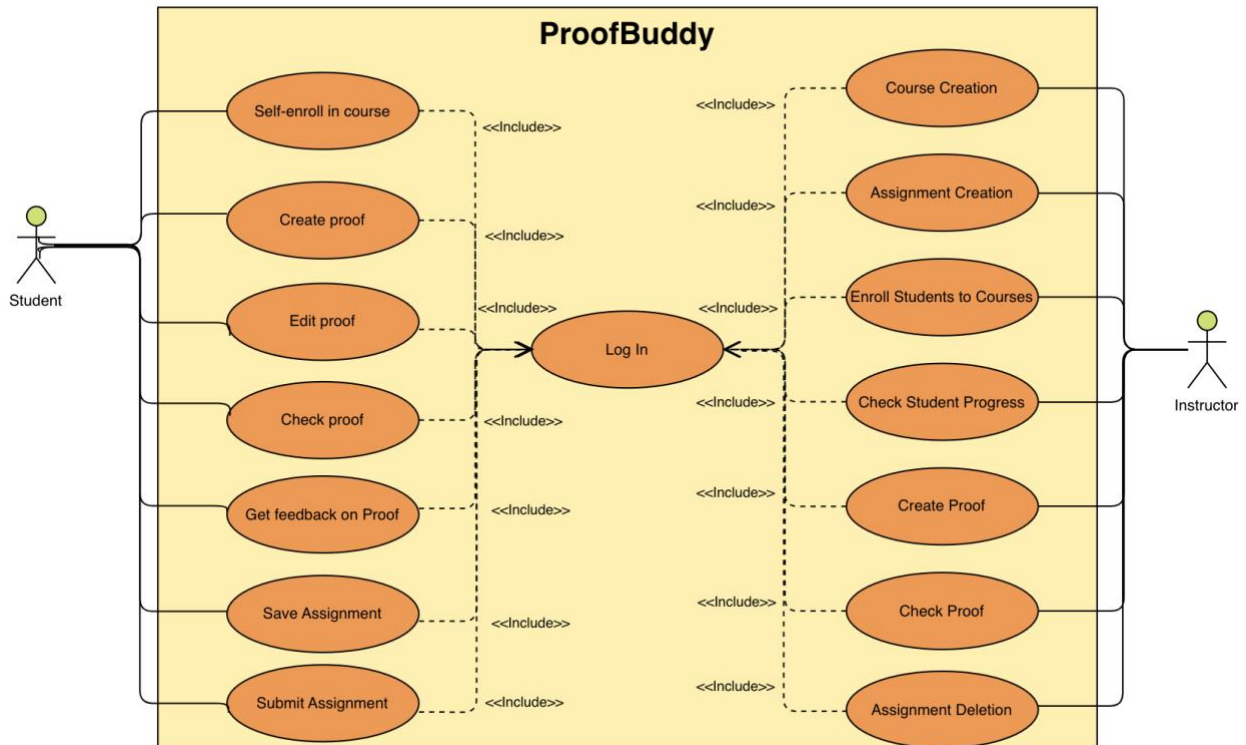 ProofBuddy
Self-enroll in course
<<Include>>
Create proof
<<Include>>
Edit proof
<<Include>>
Check proof
<<Include>>
Get feedback on Proof
<<Include>>
Save Assignment
<<Include>>
Submit Assignment
<<Include>>
Student
Log In
<<Include>>
Course Creation
<<Include>>
Assignment Creation
<<Include>>
Enroll Students to Courses
<<Include>>
Check Student Progress
<<Include>>
Create Proof
<<Include>>
Check Proof
<<Include>>
Assignment Deletion
Instructor